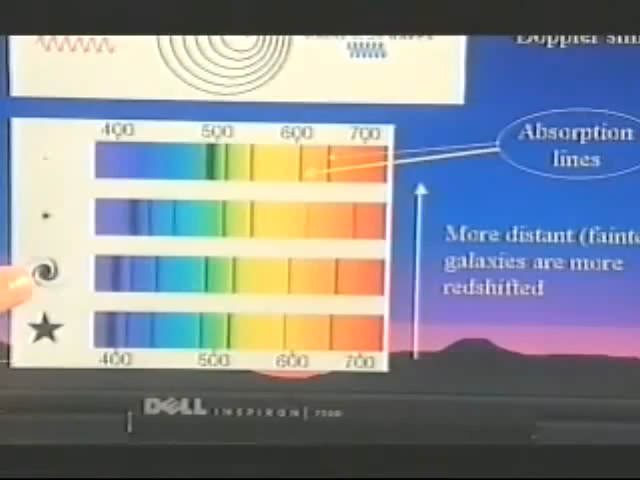 Doppler
400 500 600 700
Absorption
lines
More distant (fainte
galaxies are more
redshifted
400 500 600 700
DELL INSPIRON